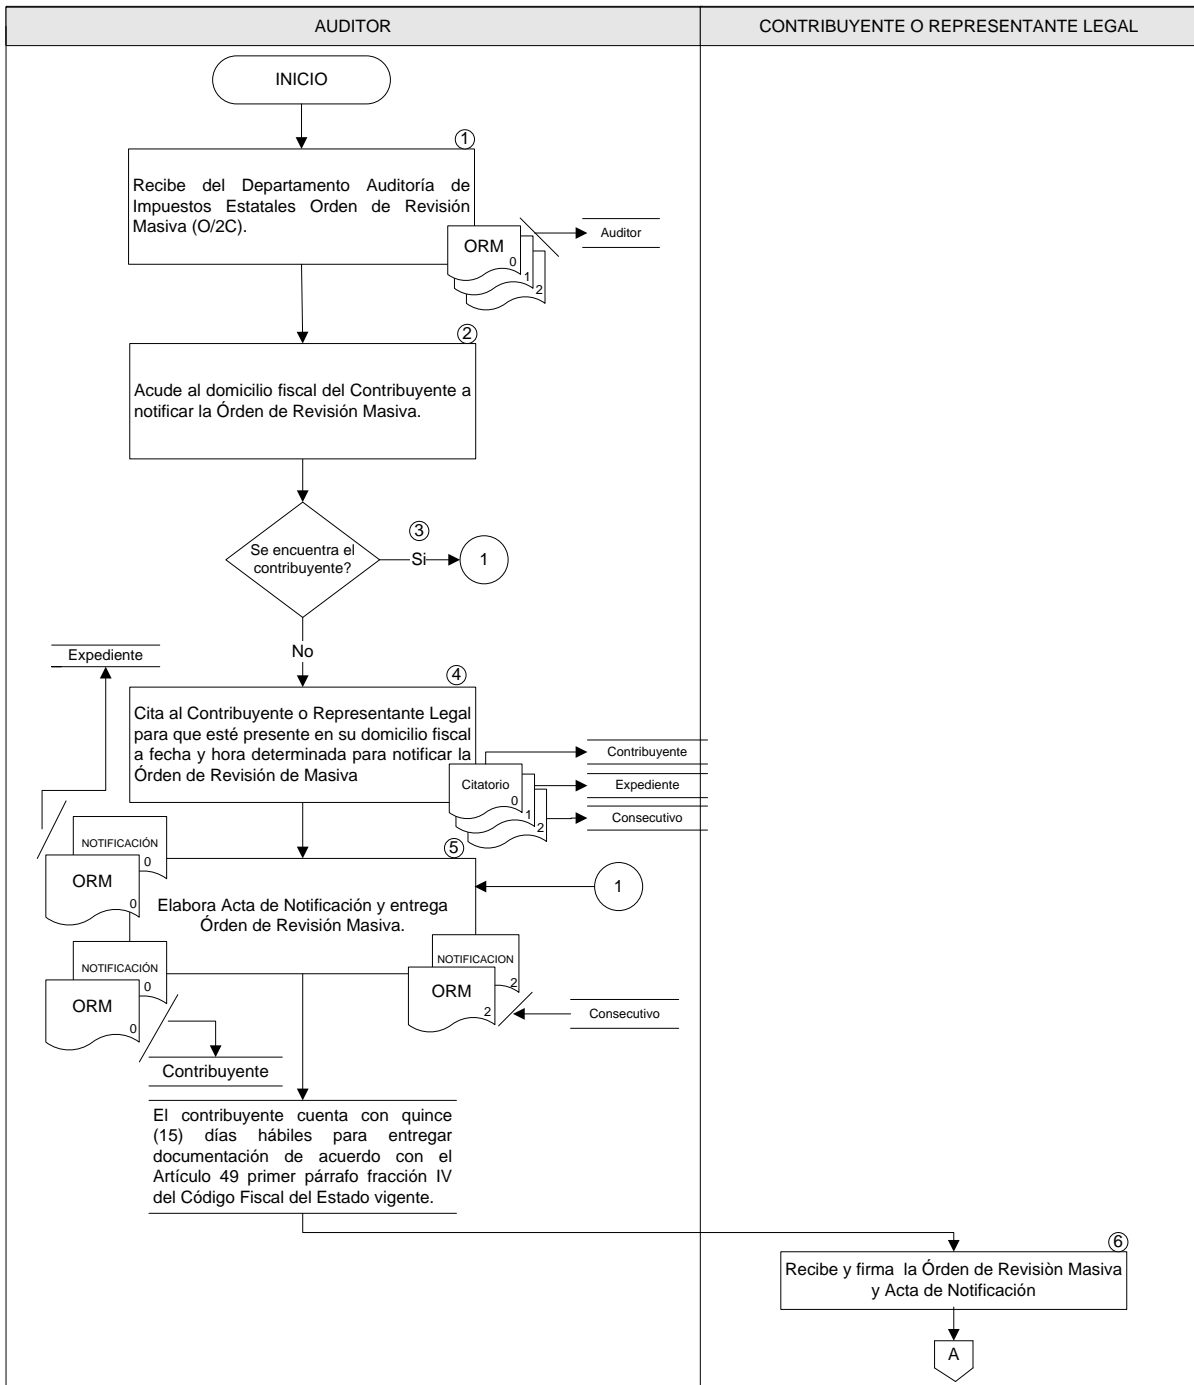 AUDITOR
CONTRIBUYENTE O REPRESENTANTE LEGAL
INICIO
1
Recibe del Departamento Auditoría de
Impuestos Estatales Orden de Revisión
Masiva (O/2C).
ORM
0
1
2
Auditor
2
Acude al domicilio fiscal del Contribuyente a
notificar la Órden de Revisión Masiva.
Se encuentra el
contribuyente?
3
Si
1
No
Expediente
4
Cita al Contribuyente o Representante Legal
para que esté presente en su domicilio fiscal
a fecha y hora determinada para notificar la
Órden de Revisión de Masiva
Citatorio
0
1
2
Contribuyente
Expediente
Consecutivo
NOTIFICACIÓN
0
ORM
0
5
Elabora Acta de Notificación y entrega
Órden de Revisión Masiva.
1
NOTIFICACIÓN
0
ORM
0
NOTIFICACION
2
ORM
2
Consecutivo
Contribuyente
El contribuyente cuenta con quince
(15) días hábiles para entregar
documentación de acuerdo con el
Artículo 49 primer párrafo fracción IV
del Código Fiscal del Estado vigente.
6
Recibe y firma la Órden de Revisiòn Masiva
y Acta de Notificación
A